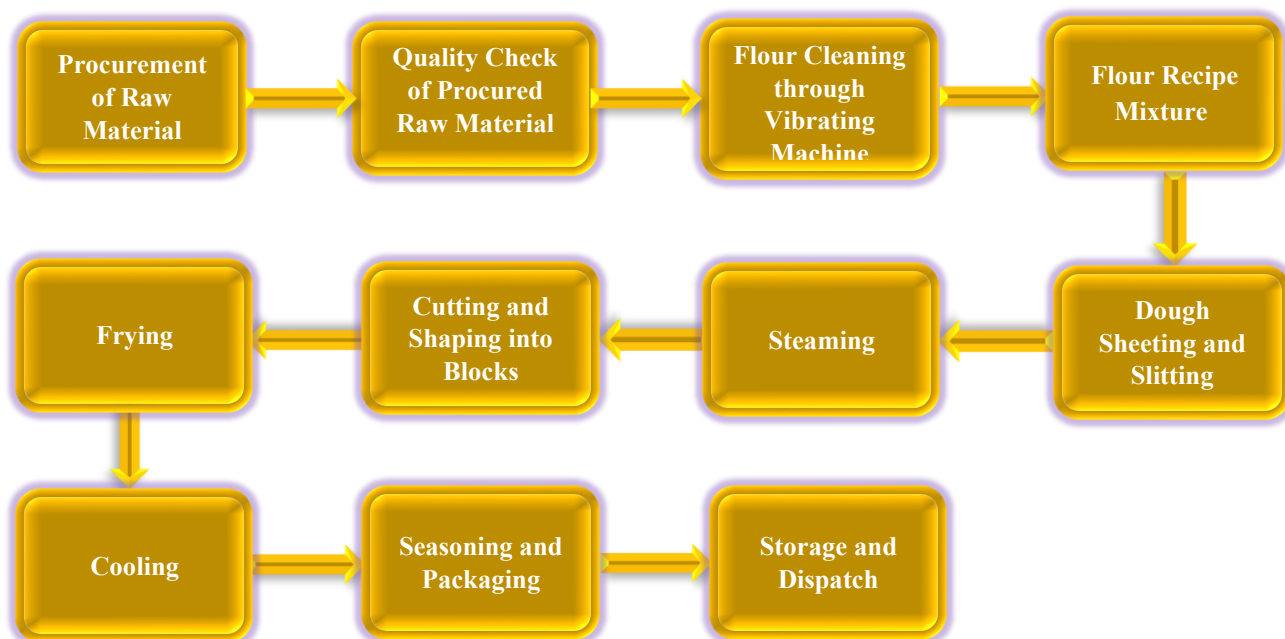 Procurement
of Raw
Material
Quality Check
of Procured
Raw Material
Flour Cleaning
through
Vibrating
Machine
Flour Recipe
Mixture
Dough
Sheeting and
Slitting
Steaming
Cutting and
Shaping into
Blocks
Frying
Cooling
Seasoning and
Packaging
Storage and
Dispatch